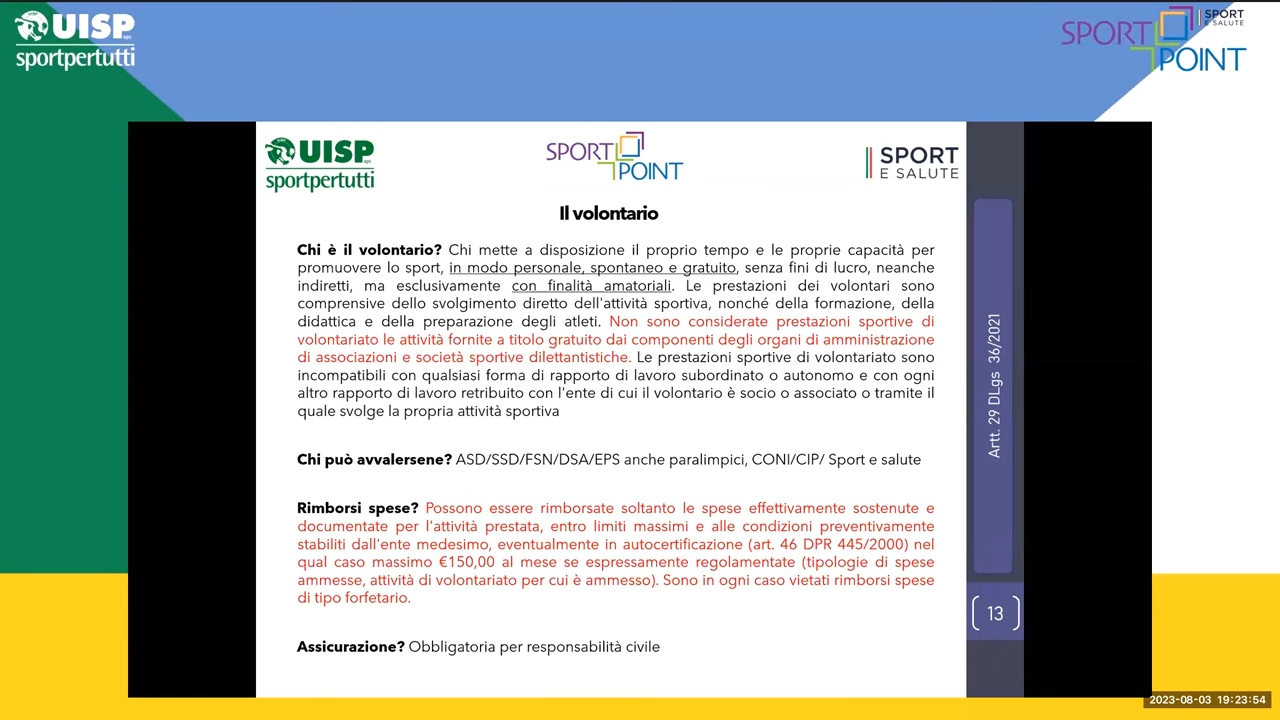 UISP aps
sportpertutti
SPORT POINT
SPORT
E SALUTE
UISP aps
sportpertutti
SPORT POINT
SPORT
E SALUTE
Il volontario
Chi è il volontario? Chi mette a disposizione il proprio tempo e le proprie capacità per
promuovere lo sport, in modo personale, spontaneo e gratuito, senza fini di lucro, neanche
indiretti, ma esclusivamente con finalità amatoriali. Le prestazioni dei volontari sono
comprensive dello svolgimento diretto dell'attività sportiva, nonché della formazione, della
didattica e della preparazione degli atleti. Non sono considerate prestazioni sportive di
volontariato le attività fornite a titolo gratuito dai componenti degli organi di amministrazione
di associazioni e società sportive dilettantistiche. Le prestazioni sportive di volontariato sono
incompatibili con qualsiasi forma di rapporto di lavoro subordinato o autonomo e con ogni
altro rapporto di lavoro retribuito con l'ente di cui il volontario è socio o associato o tramite il
quale svolge la propria attività sportiva
Chi può avvalersene? ASD/SSD/FSN/DSA/EPS anche paralimpici, CONI/CIP/ Sport e salute
Rimborsi spese? Possono essere rimborsate soltanto le spese effettivamente sostenute e
documentate per l'attività prestata, entro limiti massimi e alle condizioni preventivamente
stabiliti dall'ente medesimo, eventualmente in autocertificazione (art. 46 DPR 445/2000) nel
qual caso massimo €150,00 al mese se espressamente regolamentate (tipologie di spese
ammesse, attività di volontariato per cui è ammesso). Sono in ogni caso vietati rimborsi spese
di tipo forfetario.
Assicurazione? Obbligatoria per responsabilità civile
Artt. 29 DLgs 36/2021
13
2023-08-03 19:23:54